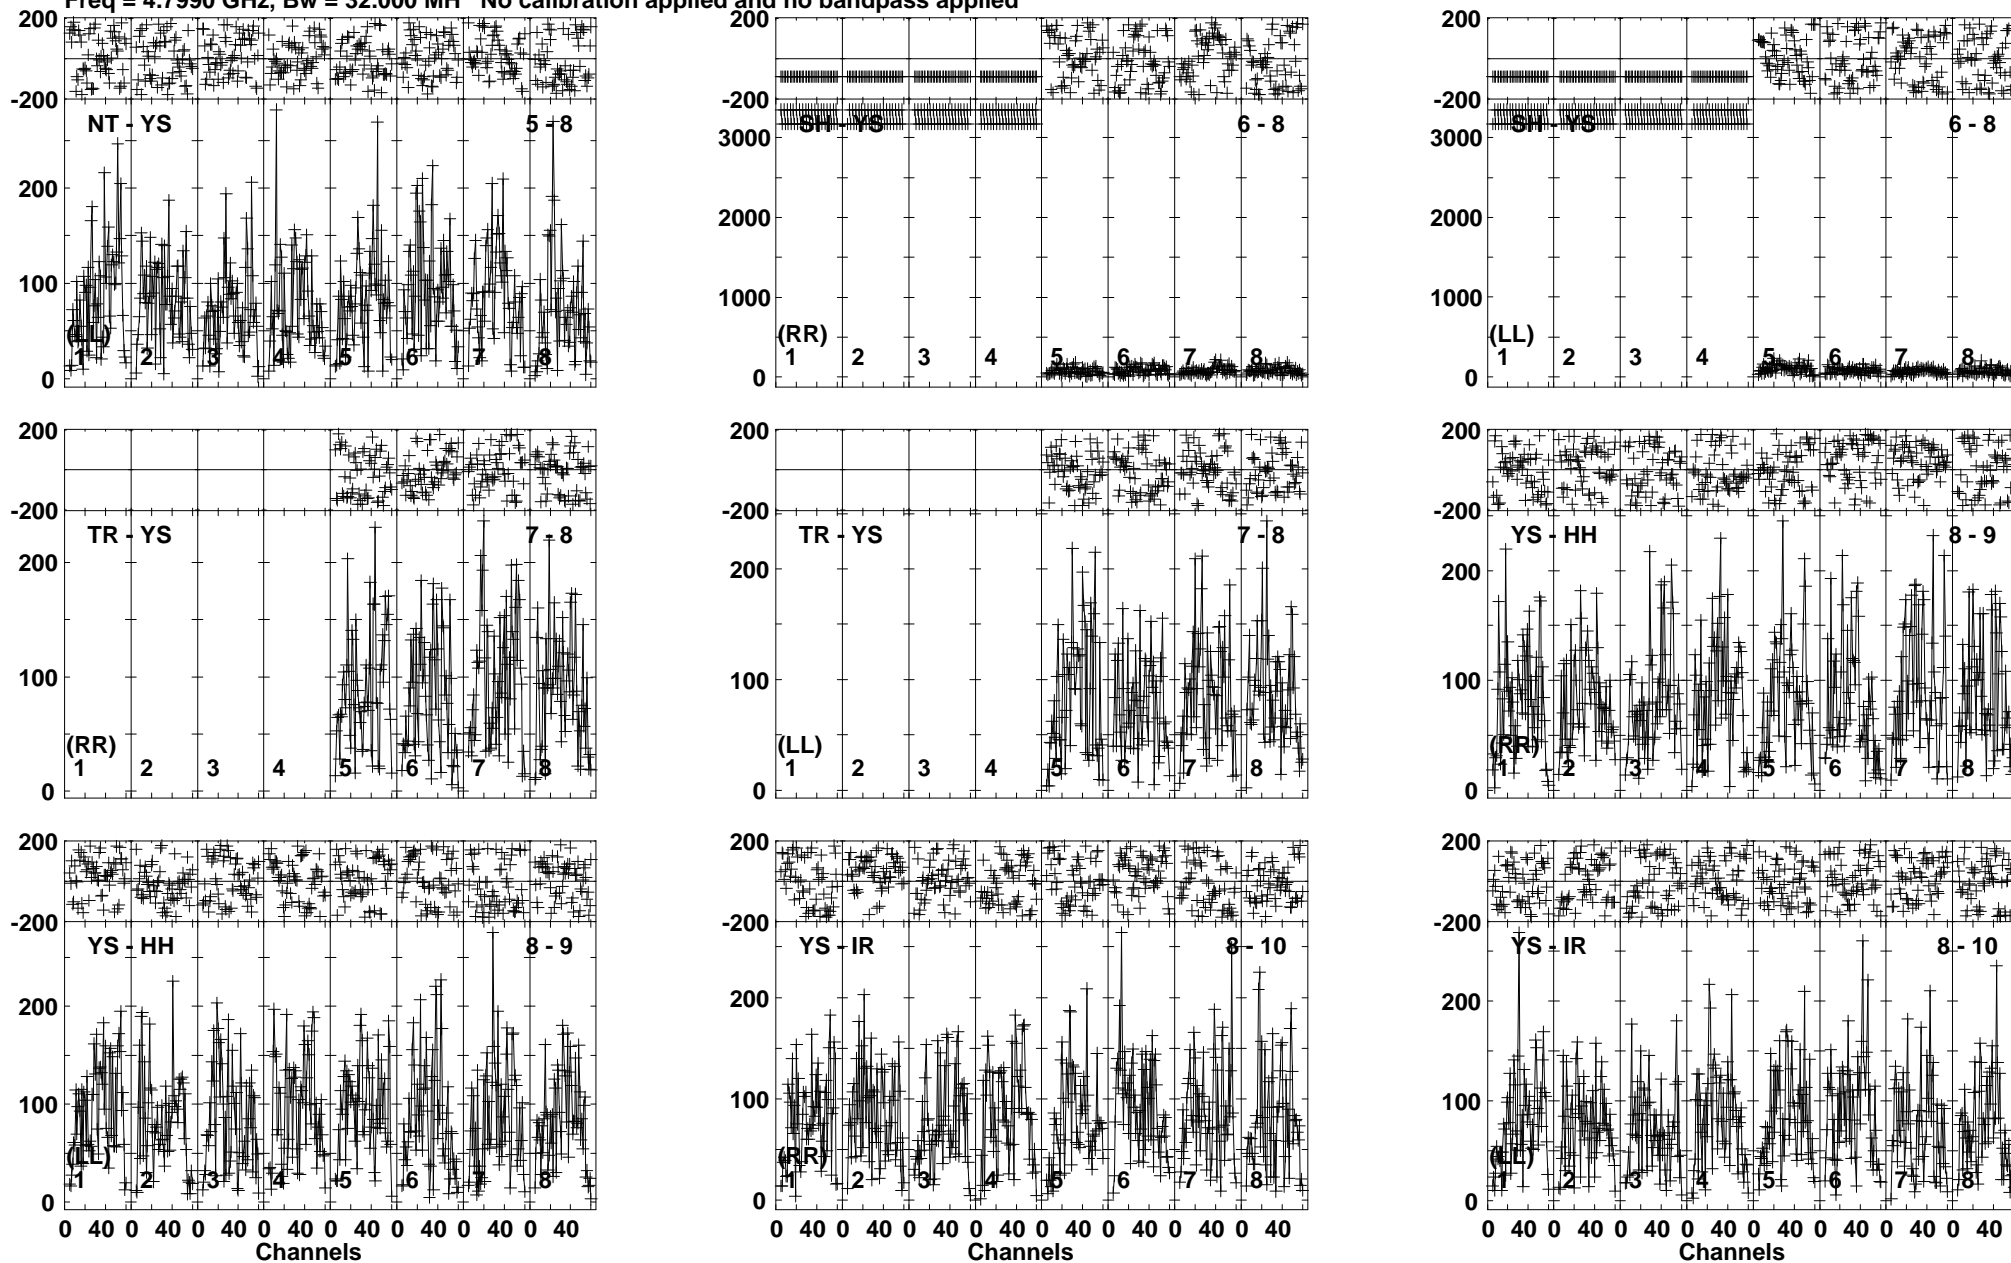 Freq = 4.7990 GHz, Bw = 32.000 MH No calibration applied and no bandpass applied
200 200 200
-200 -200 -200
NT - YS 5 - 8 SH - YS 6 - 8 SH - YS 6 - 8
3000 3000
200 2000 2000
100 1000 1000
(LL) (RR) (LL)
1 2 3 4 5 6 7 8 1 2 3 4 5 6 7 8 1 2 3 4 5 6 7 8
0 0 0
200 200 200
-200 -200 -200
TR - YS 7 - 8 TR - YS 7 - 8 YS - HH 8 - 9
200 200 200
100 100 100
(RR) (LL) (RR)
1 2 3 4 5 6 7 8 1 2 3 4 5 6 7 8 1 2 3 4 5 6 7 8
0 0 0
200 200 200
-200 -200 -200
YS - HH 8 - 9 YS - IR 8 - 10 YS - IR 8 - 10
200 200 200
100 100 100
(LL) (RR) (LL)
1 2 3 4 5 6 7 8 1 2 3 4 5 6 7 8 1 2 3 4 5 6 7 8
0 0 0
0 40 0 40 0 40 0 40 0 40 0 40 0 40 0 40 0 40 0 40 0 40 0 40 0 40 0 40 0 40 0 40 0 40 0 40 0 40 0 40 0 40 0 40 0 40 0 40
Channels Channels